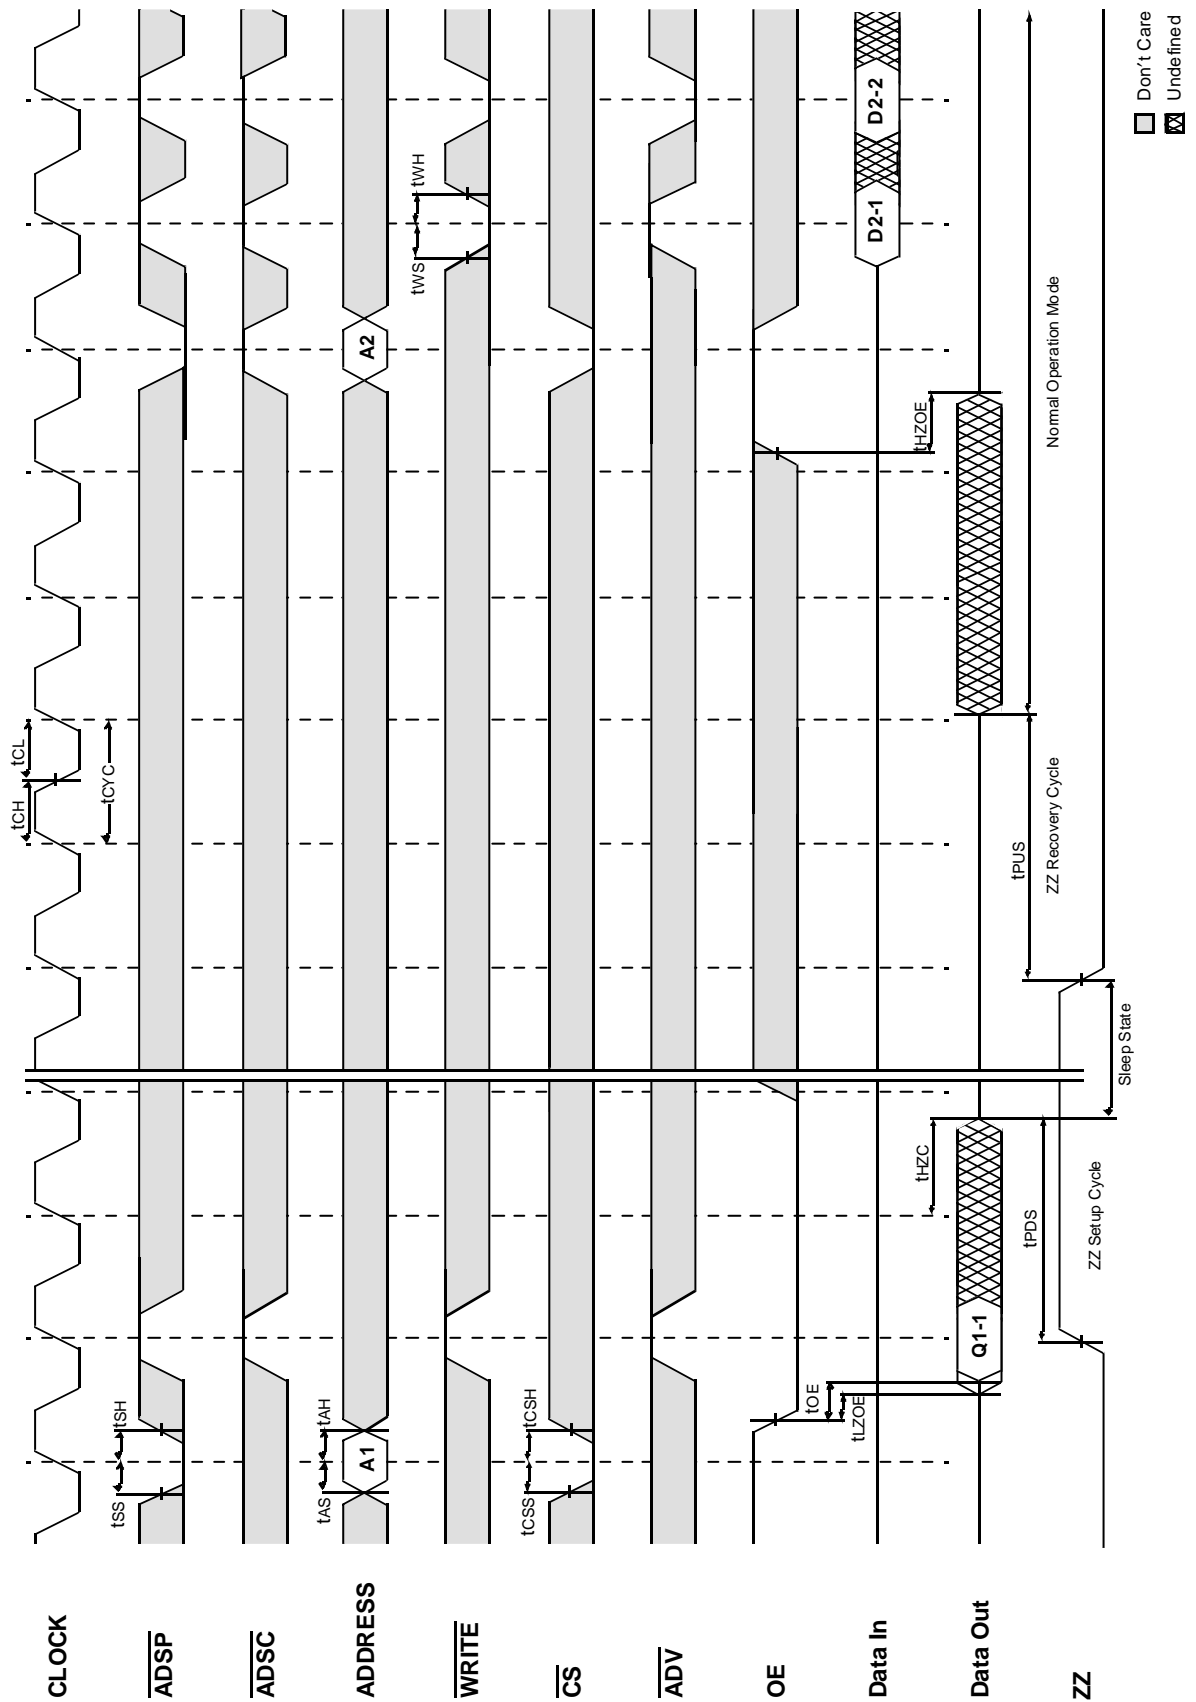 CLOCK
tCH
tCL
tCYC
ADSP
tSS
tSH
ADSC
ADDRESS
tAS
tAH
A1
A2
WRITE
tWS
tWH
CS
tCSS
tCSH
ADV
OE
tOE
tLZOE
tHZOE
Data In
D2-1
D2-2
Data Out
tHZC
Q1-1
tPDS
tPUS
ZZ Setup Cycle
ZZ Recovery Cycle
Normal Operation Mode
ZZ
Sleep State
Don't Care
Undefined